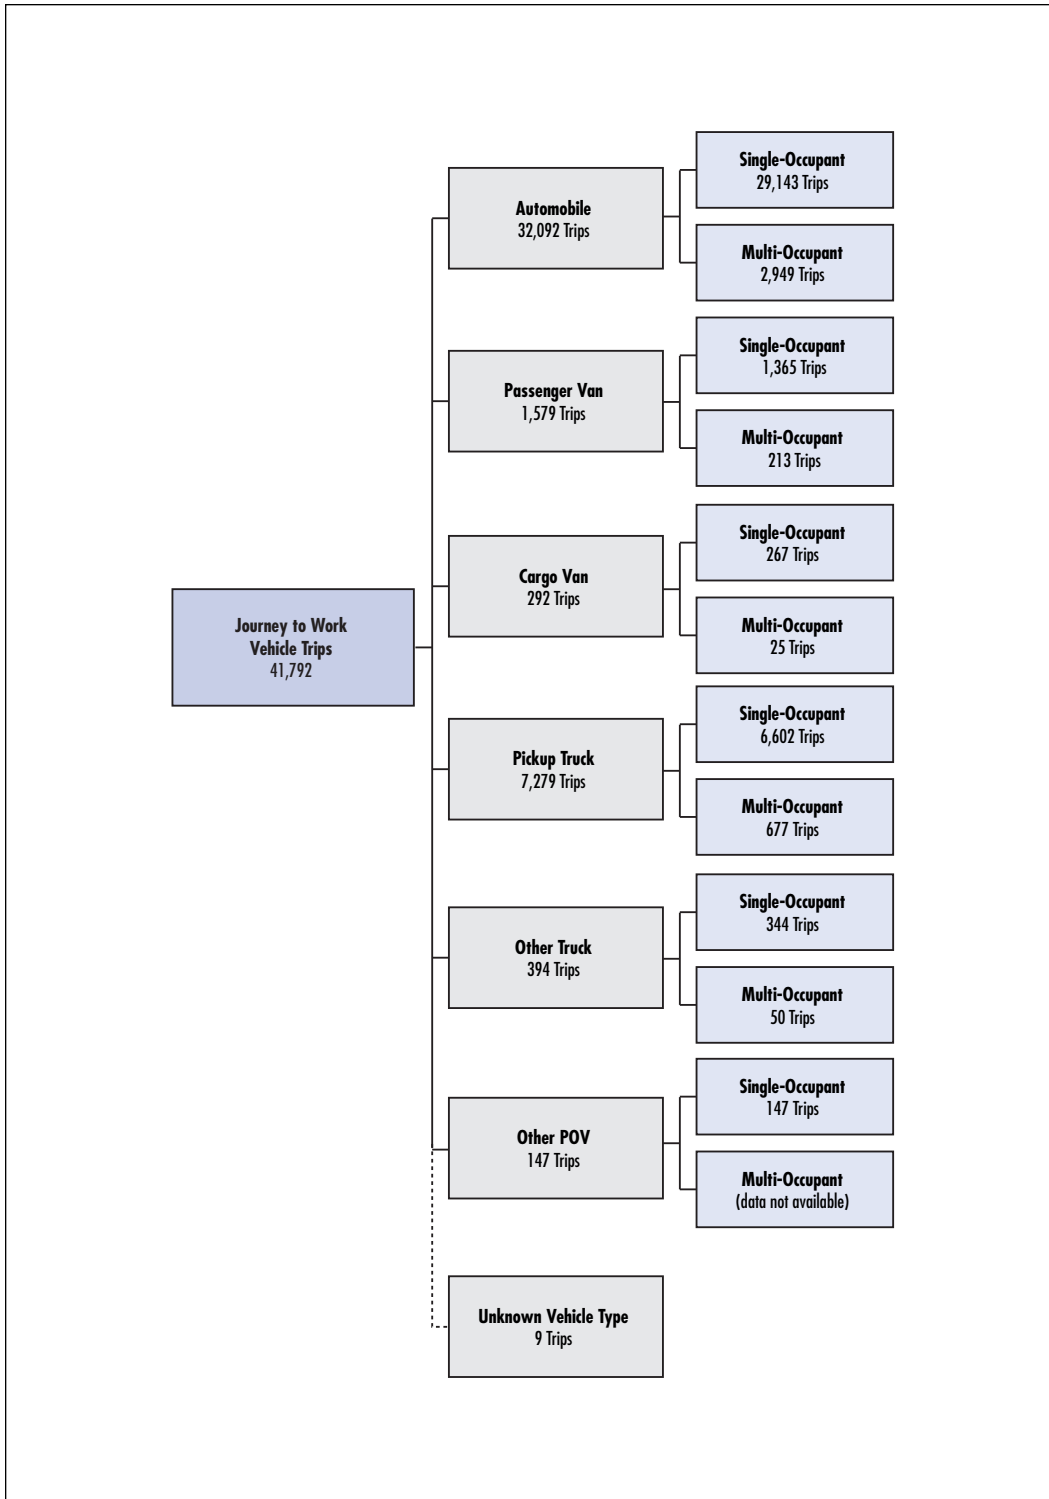 Journey to Work
Vehicle Trips
41,792
Automobile
32,092 Trips
Single-Occupant
29,143 Trips
Multi-Occupant
2,949 Trips
Passenger Van
1,579 Trips
Single-Occupant
1,365 Trips
Multi-Occupant
213 Trips
Cargo Van
292 Trips
Single-Occupant
267 Trips
Multi-Occupant
25 Trips
Pickup Truck
7,279 Trips
Single-Occupant
6,602 Trips
Multi-Occupant
677 Trips
Other Truck
394 Trips
Single-Occupant
344 Trips
Multi-Occupant
50 Trips
Other POV
147 Trips
Single-Occupant
147 Trips
Multi-Occupant
(data not available)
Unknown Vehicle Type
9 Trips